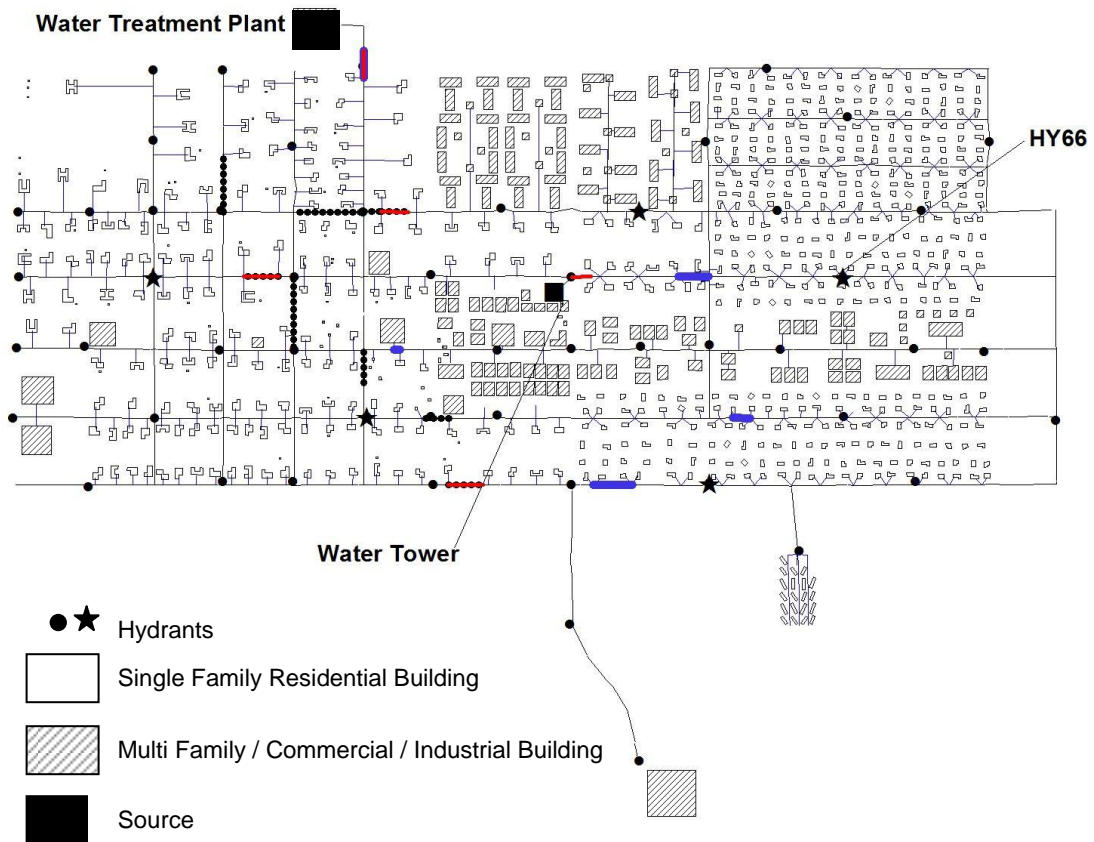 Water Treatment Plant
HY66
Water Tower
Hydrants
Single Family Residential Building
Multi Family / Commercial / Industrial Building
Source